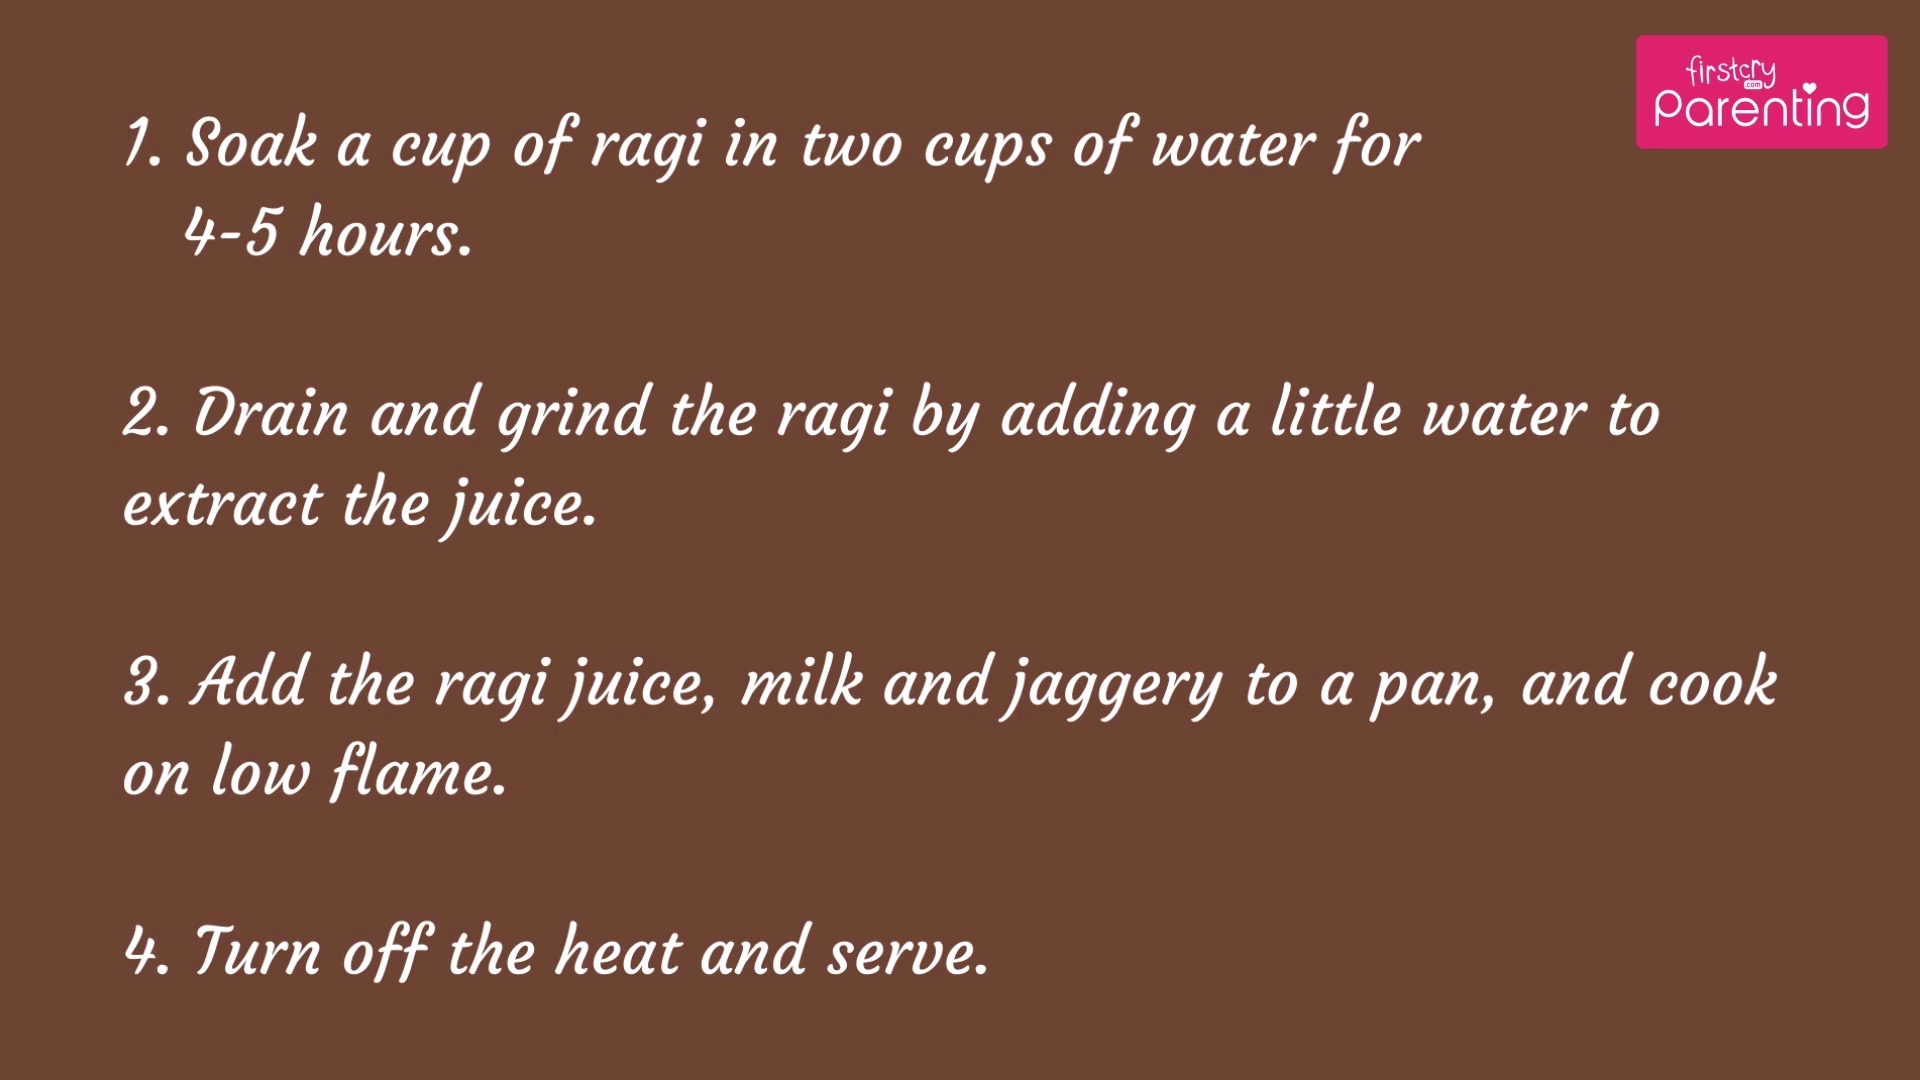 firstcry
.com
Parenting
1. Soak a cup of ragi in two cups of water for
4-5 hours.
2. Drain and grind the ragi by adding a little water to
extract the juice.
3. Add the ragi juice, milk and jaggery to a pan, and cook
on low flame.
4. Turn off the heat and serve.